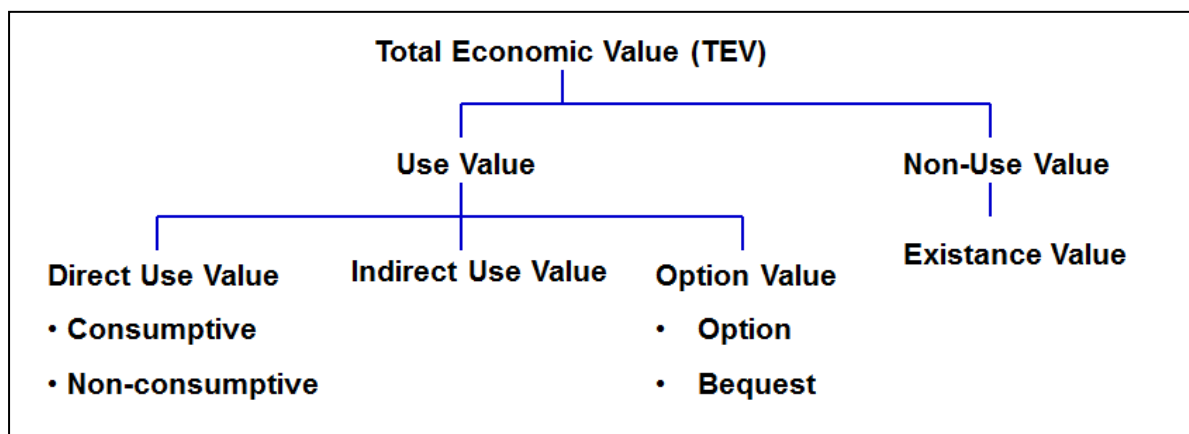 Total Economic Value (TEV)
Use Value
Non-Use Value
Direct Use Value
Indirect Use Value
Option Value
Existance Value
• Consumptive
• Non-consumptive
• Option
• Bequest